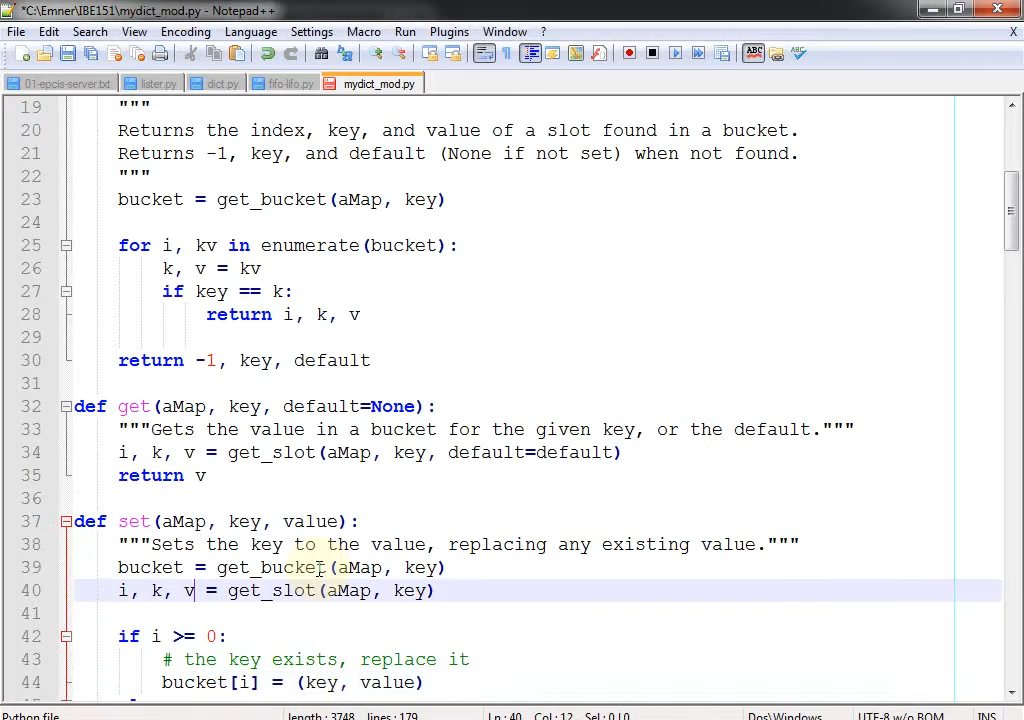 *C:\Emner\IBE151\mydict_mod.py - Notepad++
File Edit Search View Encoding Language Settings Macro Run Plugins Window ? X
01-epcis-server.txt lister.py dict.py fifo-lifo.py mydict_mod.py
19 """
20 Returns the index, key, and value of a slot found in a bucket.
21 Returns -1, key, and default (None if not set) when not found.
22 """
23 bucket = get_bucket(aMap, key)
24
25 for i, kv in enumerate(bucket):
26 k, v = kv
27 if key == k:
28 return i, k, v
29
30 return -1, key, default
31
32 def get(aMap, key, default=None):
33 """Gets the value in a bucket for the given key, or the default."""
34 i, k, v = get_slot(aMap, key, default=default)
35 return v
36
37 def set(aMap, key, value):
38 """Sets the key to the value, replacing any existing value."""
39 bucket = get_bucket(aMap, key)
40 i, k, v = get_slot(aMap, key)
41
42 if i >= 0:
43 # the key exists, replace it
44 bucket[i] = (key, value)
Python file length : 3748 lines : 179 Ln : 40 Col : 12 Sel : 0 | 0 Dos\Windows UTF-8 w/o BOM INS